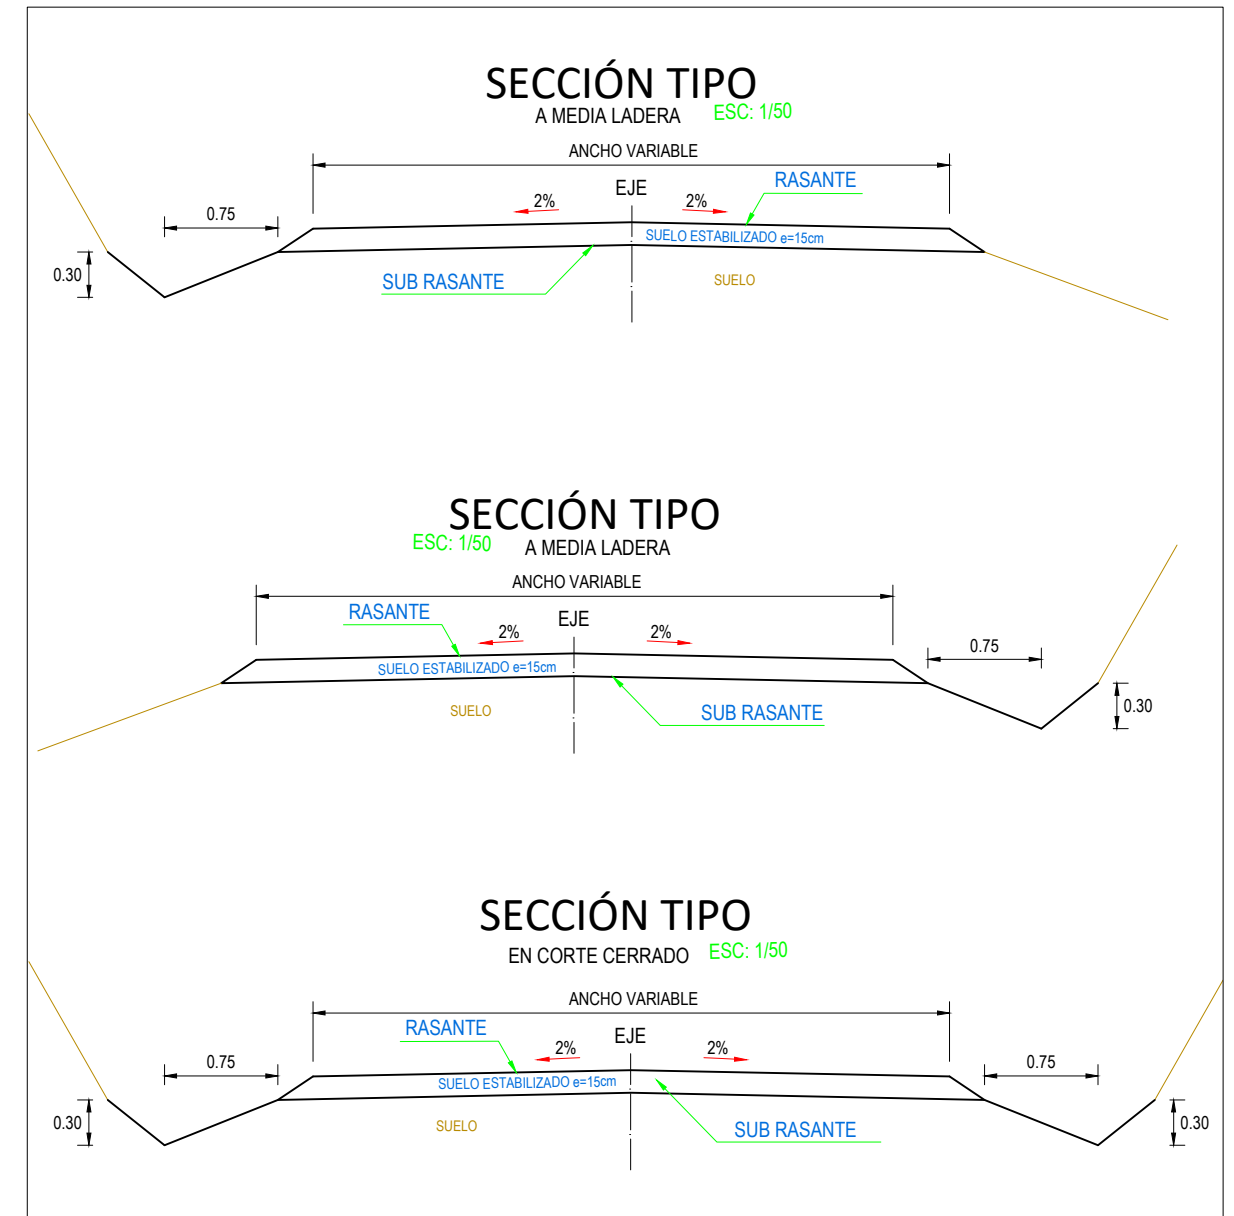 SECCIÓN TIPO
A MEDIA LADERA ESC: 1/50
ANCHO VARIABLE
RASANTE
EJE
2% 2%
0.75
SUELO ESTABILIZADO e=15cm
0.30
SUB RASANTE
SUELO
SECCIÓN TIPO
ESC: 1/50 A MEDIA LADERA
ANCHO VARIABLE
RASANTE
EJE
2% 2%
0.75
SUELO ESTABILIZADO e=15cm
0.30
SUELO
SUB RASANTE
SECCIÓN TIPO
EN CORTE CERRADO ESC: 1/50
ANCHO VARIABLE
RASANTE
EJE
2% 2%
0.75 0.75
SUELO ESTABILIZADO e=15cm
0.30 0.30
SUELO
SUB RASANTE